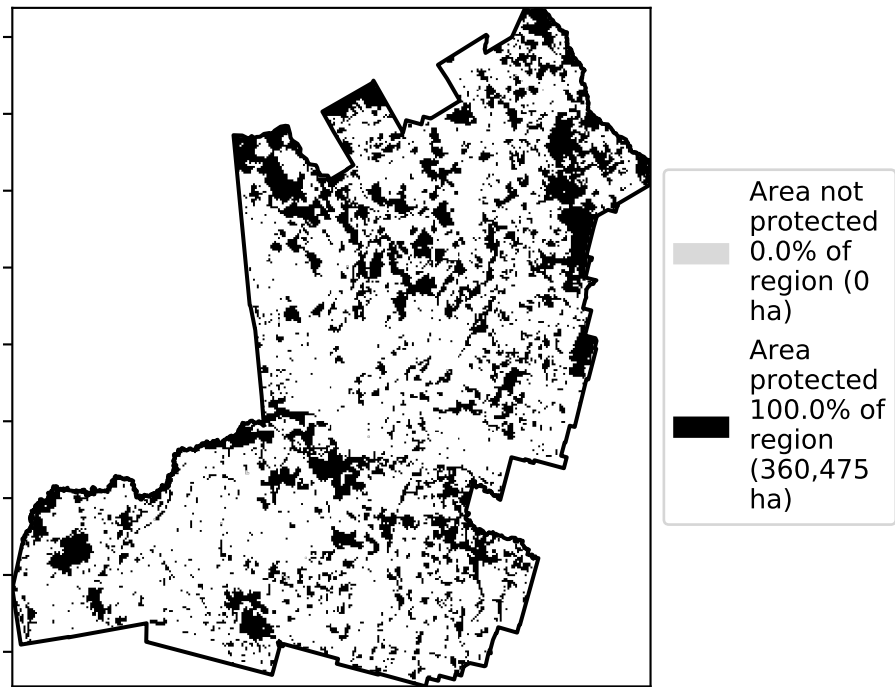 Area not
protected
0.0% of
region (0
ha)
Area
protected
100.0% of
region
(360,475
ha)